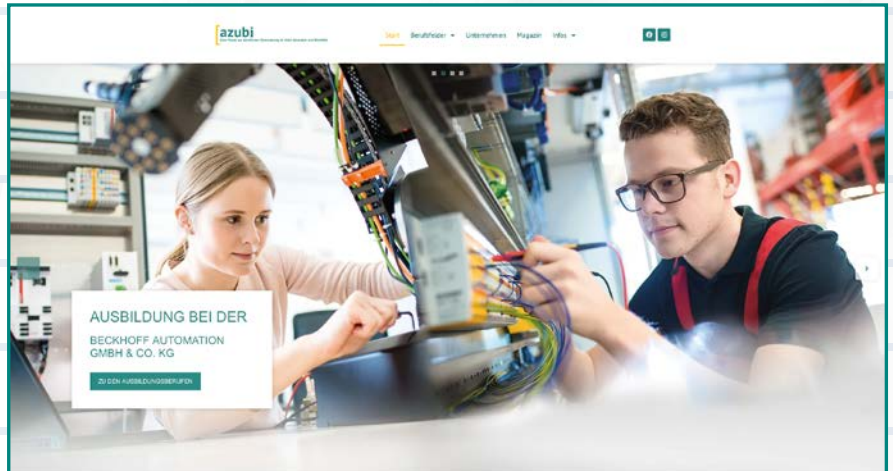 azubi
Start Berufsfelder Unternehmen Magazin Infos
AUSBILDUNG BEI DER
BECKHOFF AUTOMATION
GMBH & CO. KG
ZU DEN AUSBILDUNGSBERUFEN